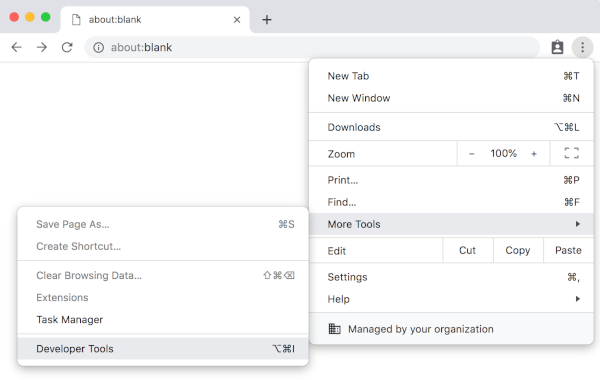 about:blank
about:blank
New Tab ⌘T
New Window ⌘N
Downloads ⌥⌘L
Zoom − 100% +
Print... ⌘P
Find... ⌘F
More Tools
Edit Cut Copy Paste
Settings ⌘,
Help
Managed by your organization
Save Page As... ⌘S
Create Shortcut...
Clear Browsing Data... ⇧⌘⌫
Extensions
Task Manager
Developer Tools ⌥⌘I